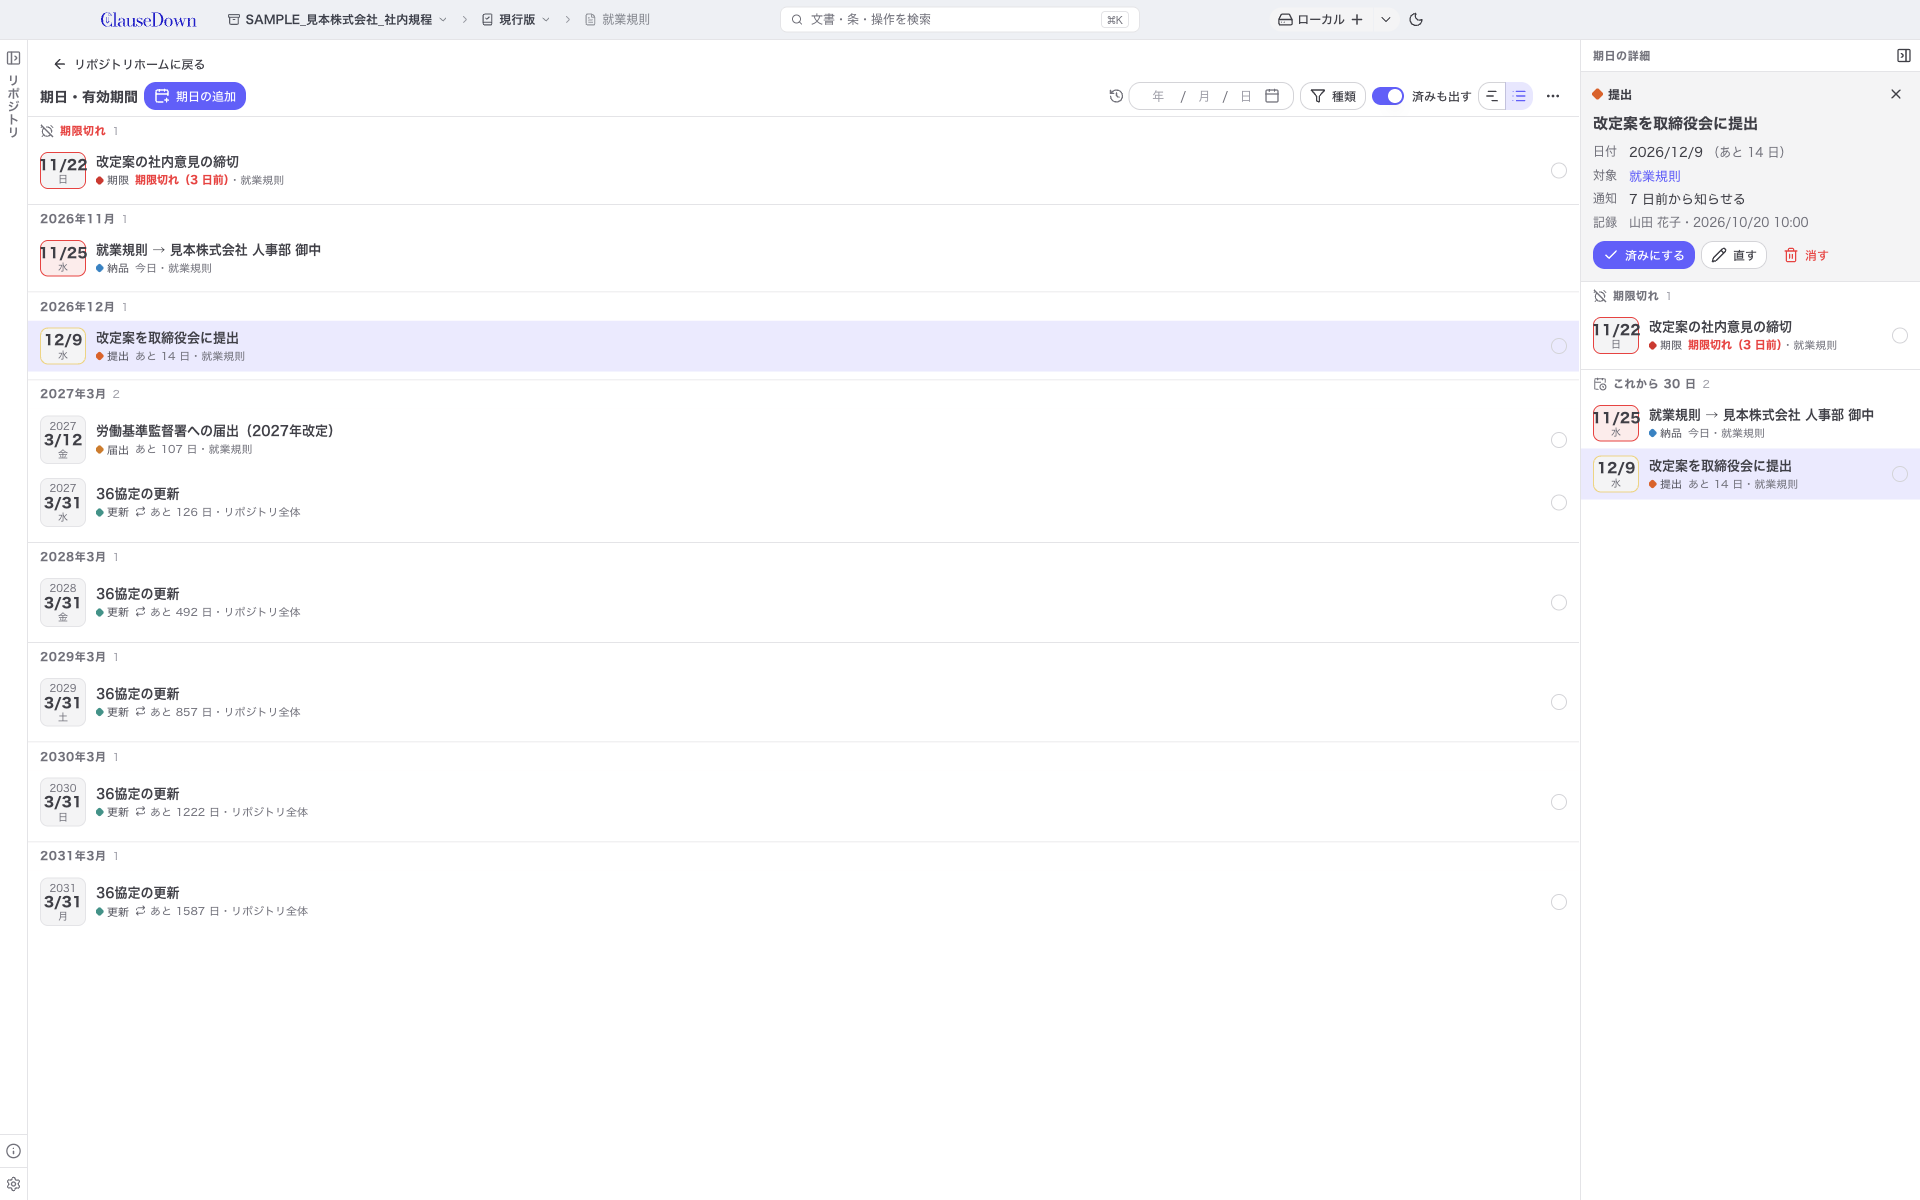 ClauseDown SAMPLE_見本株式会社_社内規程 現行版 就業規則 文書・条・操作を検索 ⌘K ローカル
リポジトリ
リポジトリホームに戻る
期日・有効期間 期日の追加 年 / 月 / 日 種類 済みも出す
期限切れ 1
11/22 日 改定案の社内意見の締切
期限 期限切れ（3 日前）・就業規則
2026年11月 1
11/25 水 就業規則 → 見本株式会社 人事部 御中
納品 今日・就業規則
2026年12月 1
12/9 水 改定案を取締役会に提出
提出 あと 14 日・就業規則
2027年3月 2
2027 3/12 金 労働基準監督署への届出（2027年改定）
届出 あと 107 日・就業規則
2027 3/31 水 36協定の更新
更新 あと 126 日・リポジトリ全体
2028年3月 1
2028 3/31 金 36協定の更新
更新 あと 492 日・リポジトリ全体
2029年3月 1
2029 3/31 土 36協定の更新
更新 あと 857 日・リポジトリ全体
2030年3月 1
2030 3/31 日 36協定の更新
更新 あと 1222 日・リポジトリ全体
2031年3月 1
2031 3/31 月 36協定の更新
更新 あと 1587 日・リポジトリ全体
期日の詳細
提出
改定案を取締役会に提出
日付 2026/12/9 （あと 14 日）
対象 就業規則
通知 7 日前から知らせる
記録 山田 花子・2026/10/20 10:00
済みにする 直す 消す
期限切れ 1
11/22 日 改定案の社内意見の締切
期限 期限切れ（3 日前）・就業規則
これから 30 日 2
11/25 水 就業規則 → 見本株式会社 人事部 御中
納品 今日・就業規則
12/9 水 改定案を取締役会に提出
提出 あと 14 日・就業規則